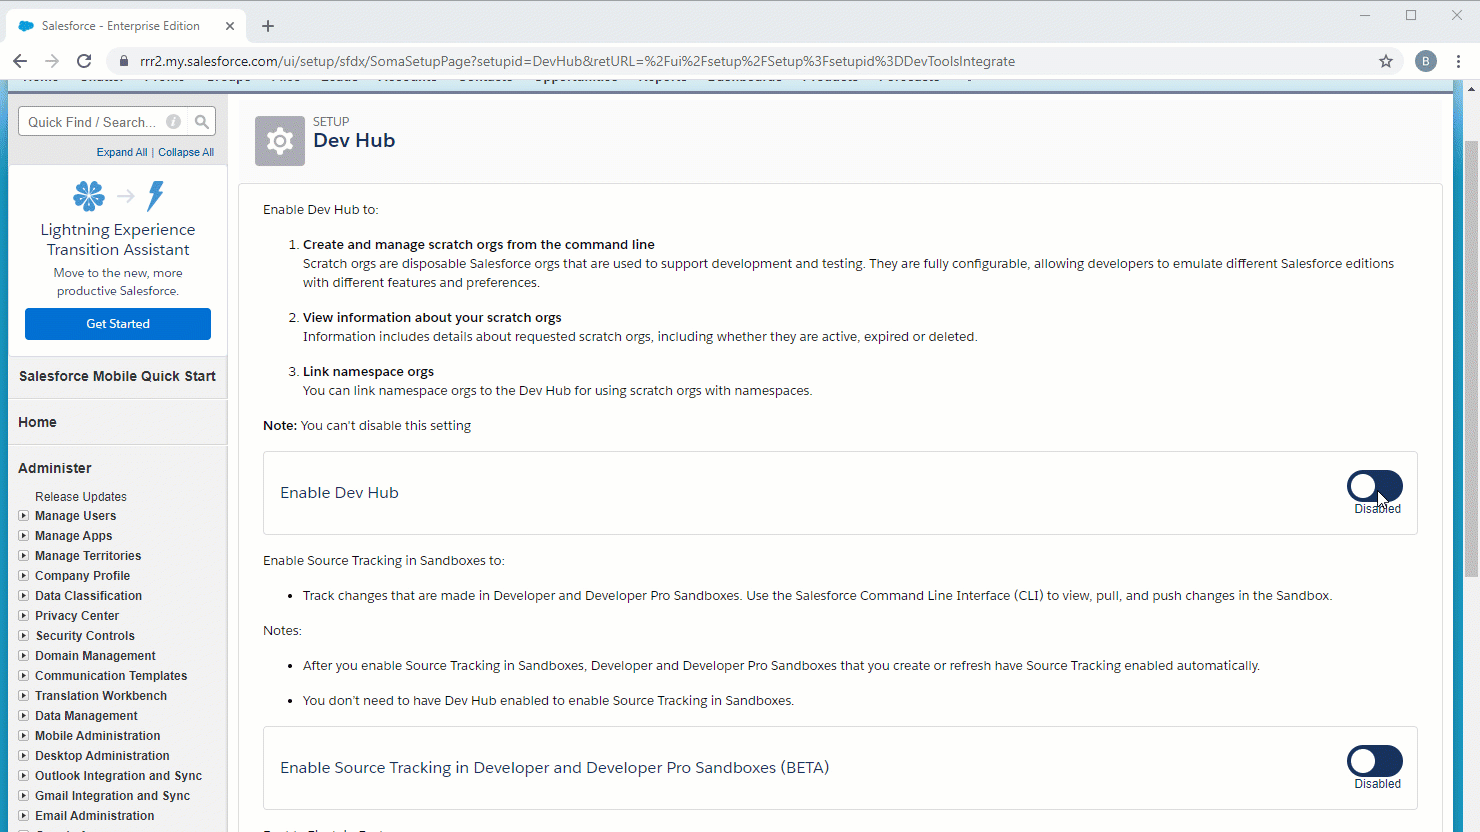 Salesforce - Enterprise Edition
rrr2.my.salesforce.com/ui/setup/sfdx/SomaSetupPage?setupid=DevHub&retURL=%2Fui%2Fsetup%2FSetup%3Fsetupid%3DDevToolsIntegrate
B
Quick Find / Search...
Expand All | Collapse All
Lightning Experience
Transition Assistant
Move to the new, more
productive Salesforce.
Get Started
Salesforce Mobile Quick Start
Home
Administer
Release Updates
Manage Users
Manage Apps
Manage Territories
Company Profile
Data Classification
Privacy Center
Security Controls
Domain Management
Communication Templates
Translation Workbench
Data Management
Mobile Administration
Desktop Administration
Outlook Integration and Sync
Gmail Integration and Sync
Email Administration
SETUP
Dev Hub
Enable Dev Hub to:
1. Create and manage scratch orgs from the command line
Scratch orgs are disposable Salesforce orgs that are used to support development and testing. They are fully configurable, allowing developers to emulate different Salesforce editions
with different features and preferences.
2. View information about your scratch orgs
Information includes details about requested scratch orgs, including whether they are active, expired or deleted.
3. Link namespace orgs
You can link namespace orgs to the Dev Hub for using scratch orgs with namespaces.
Note: You can't disable this setting
Enable Dev Hub
Disabled
Enable Source Tracking in Sandboxes to:
• Track changes that are made in Developer and Developer Pro Sandboxes. Use the Salesforce Command Line Interface (CLI) to view, pull, and push changes in the Sandbox.
Notes:
• After you enable Source Tracking in Sandboxes, Developer and Developer Pro Sandboxes that you create or refresh have Source Tracking enabled automatically.
• You don't need to have Dev Hub enabled to enable Source Tracking in Sandboxes.
Enable Source Tracking in Developer and Developer Pro Sandboxes (BETA)
Disabled